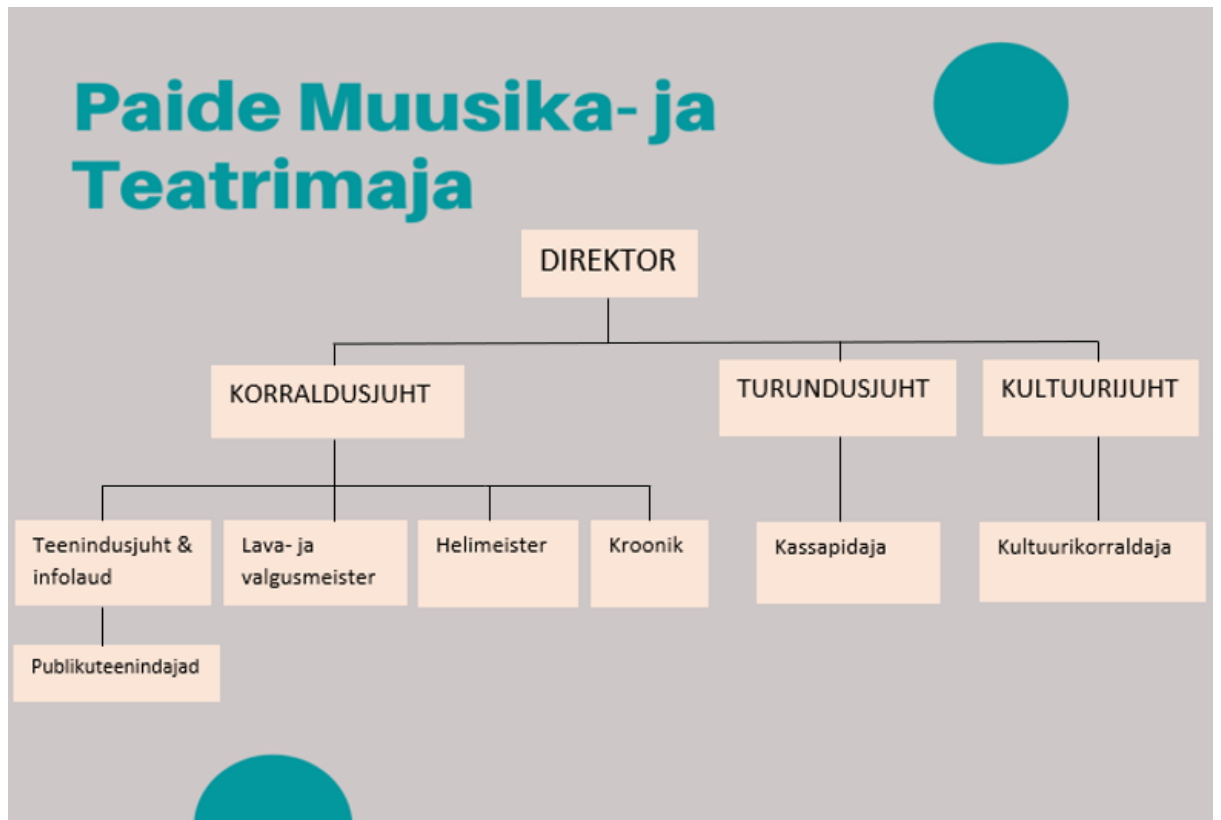 Paide Muusika- ja
Teatrimaja
DIREKTOR
KORRALDUSJUHT
TURUNDUSJUHT
KULTUURIJUHT
Teenindusjuht &
infolaud
Lava- ja
valgusmeister
Helimeister
Kroonik
Kassapidaja
Kultuurikorraldaja
Publikuteenindajad